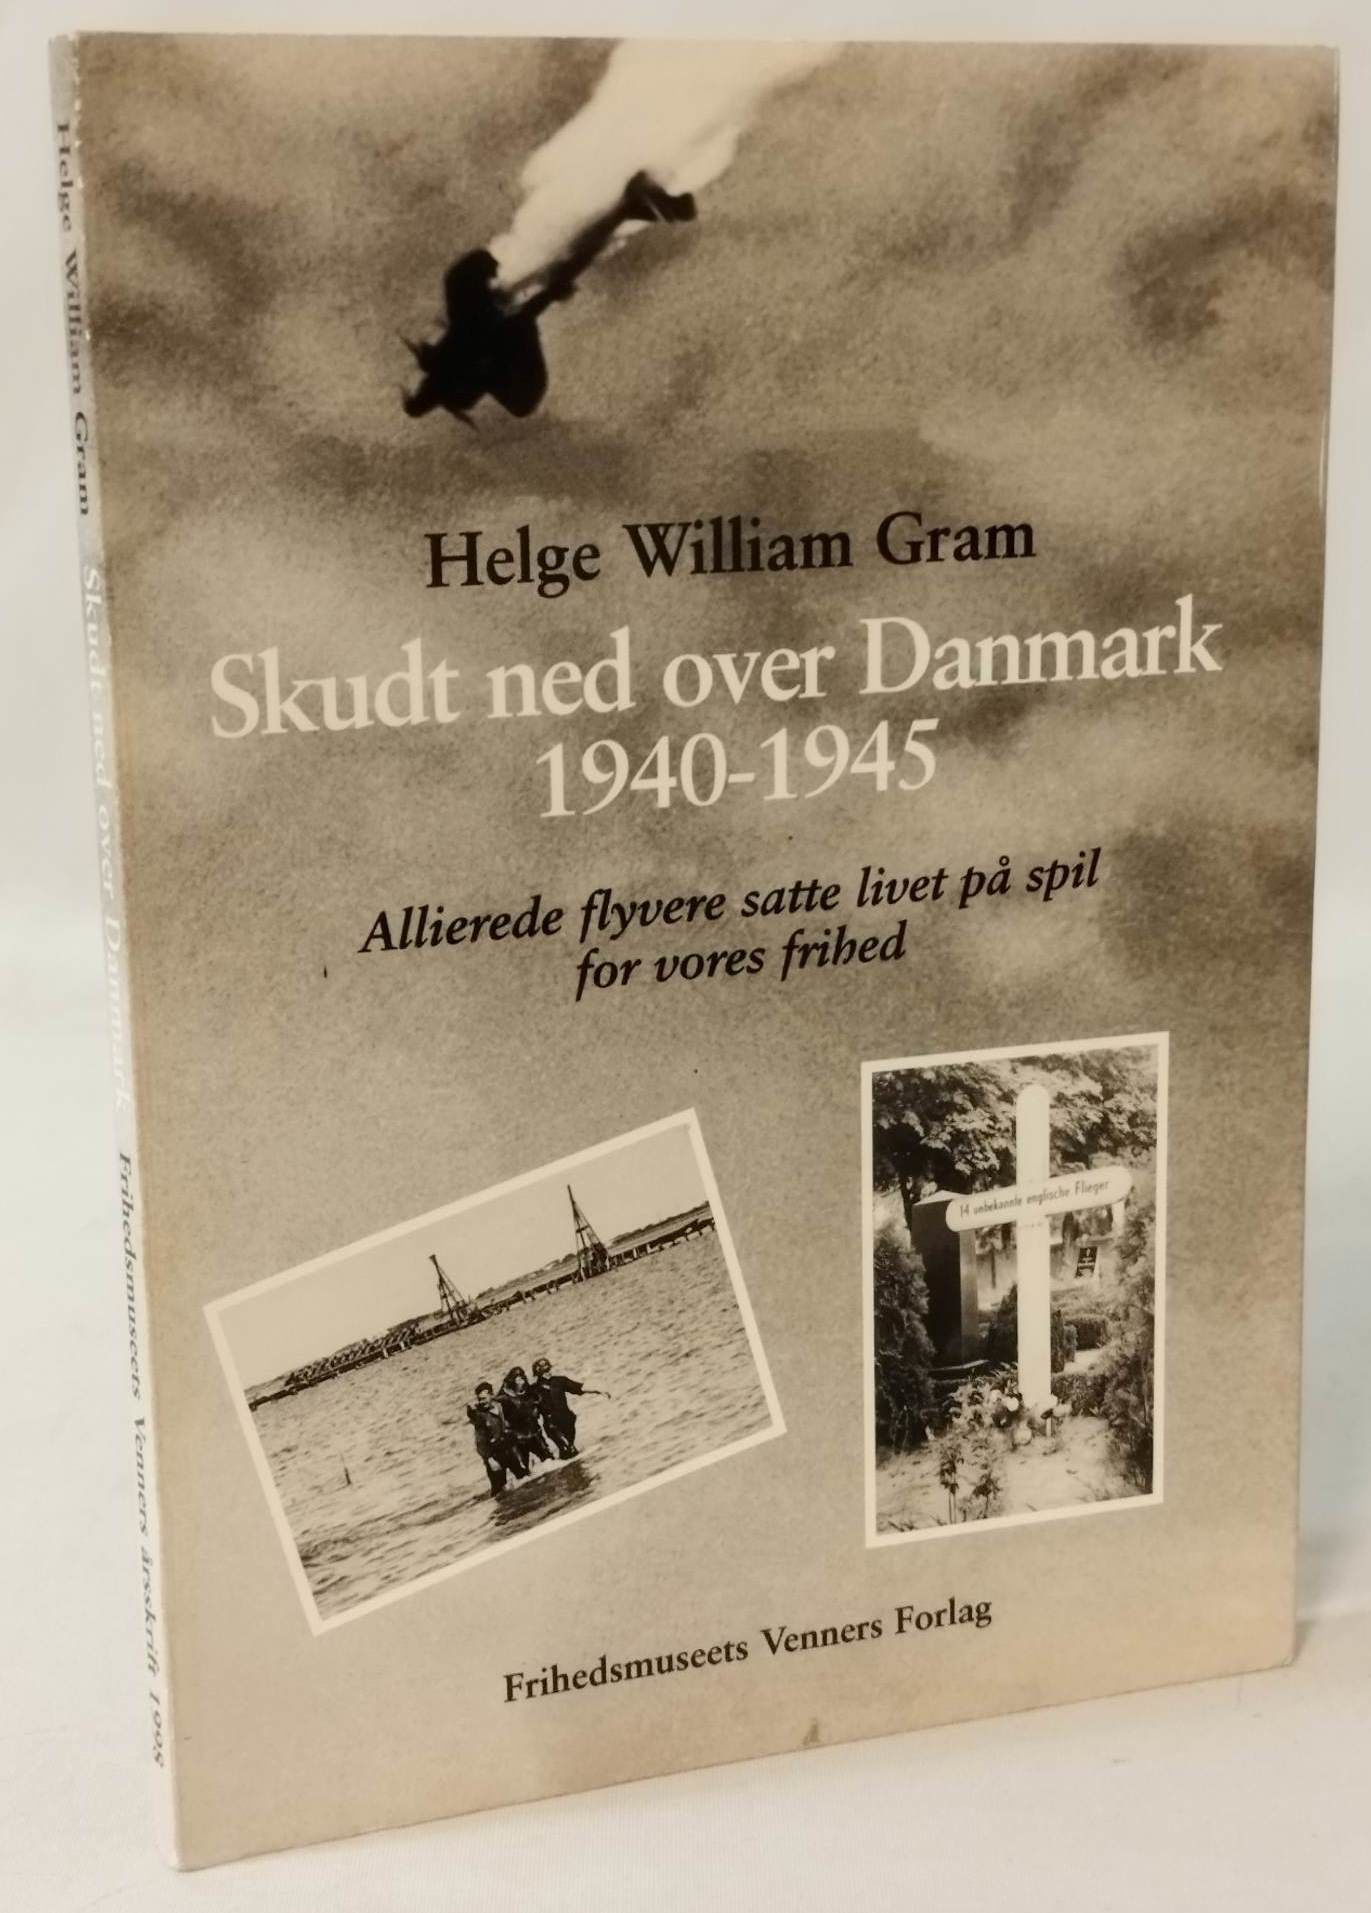 Helge William Gram
Skudt ned over Danmark
1940-1945
Allierede flyvere satte livet på spil
for vores frihed
14 unbekannte englische Flieger
Frihedsmuseets Venners Forlag
Helge William Gram Skudt ned over Danmark Frihedsmuseets Venners årsskrift 1998